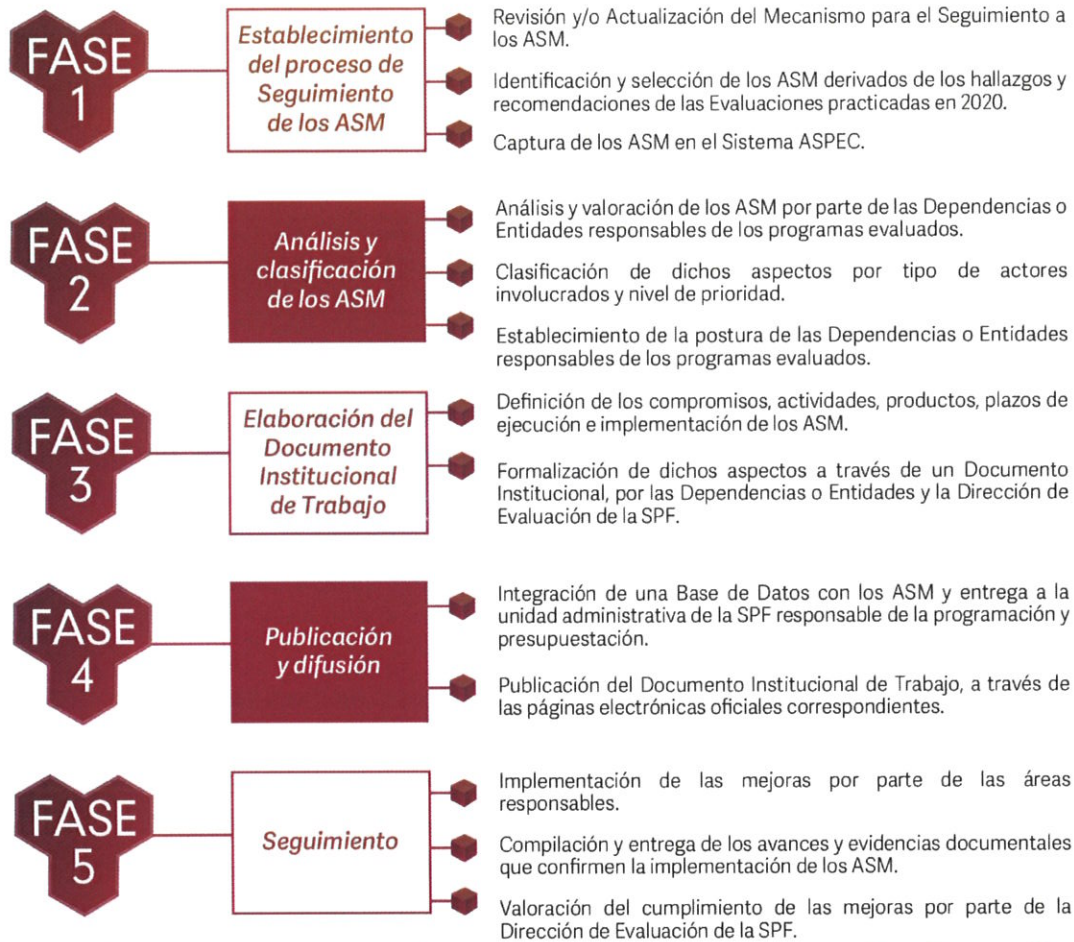 FASE
1
Establecimiento
del proceso de
Seguimiento
de los ASM
Revisión y/o Actualización del Mecanismo para el Seguimiento a
los ASM.
Identificación y selección de los ASM derivados de los hallazgos y
recomendaciones de las Evaluaciones practicadas en 2020.
Captura de los ASM en el Sistema ASPEC.
FASE
2
Análisis y
clasificación
de los ASM
Análisis y valoración de los ASM por parte de las Dependencias o
Entidades responsables de los programas evaluados.
Clasificación de dichos aspectos por tipo de actores
involucrados y nivel de prioridad.
Establecimiento de la postura de las Dependencias o Entidades
responsables de los programas evaluados.
FASE
3
Elaboración del
Documento
Institucional
de Trabajo
Definición de los compromisos, actividades, productos, plazos de
ejecución e implementación de los ASM.
Formalización de dichos aspectos a través de un Documento
Institucional, por las Dependencias o Entidades y la Dirección de
Evaluación de la SPF.
FASE
4
Publicación
y difusión
Integración de una Base de Datos con los ASM y entrega a la
unidad administrativa de la SPF responsable de la programación y
presupuestación.
Publicación del Documento Institucional de Trabajo, a través de
las páginas electrónicas oficiales correspondientes.
FASE
5
Seguimiento
Implementación de las mejoras por parte de las áreas
responsables.
Compilación y entrega de los avances y evidencias documentales
que confirmen la implementación de los ASM.
Valoración del cumplimiento de las mejoras por parte de la
Dirección de Evaluación de la SPF.